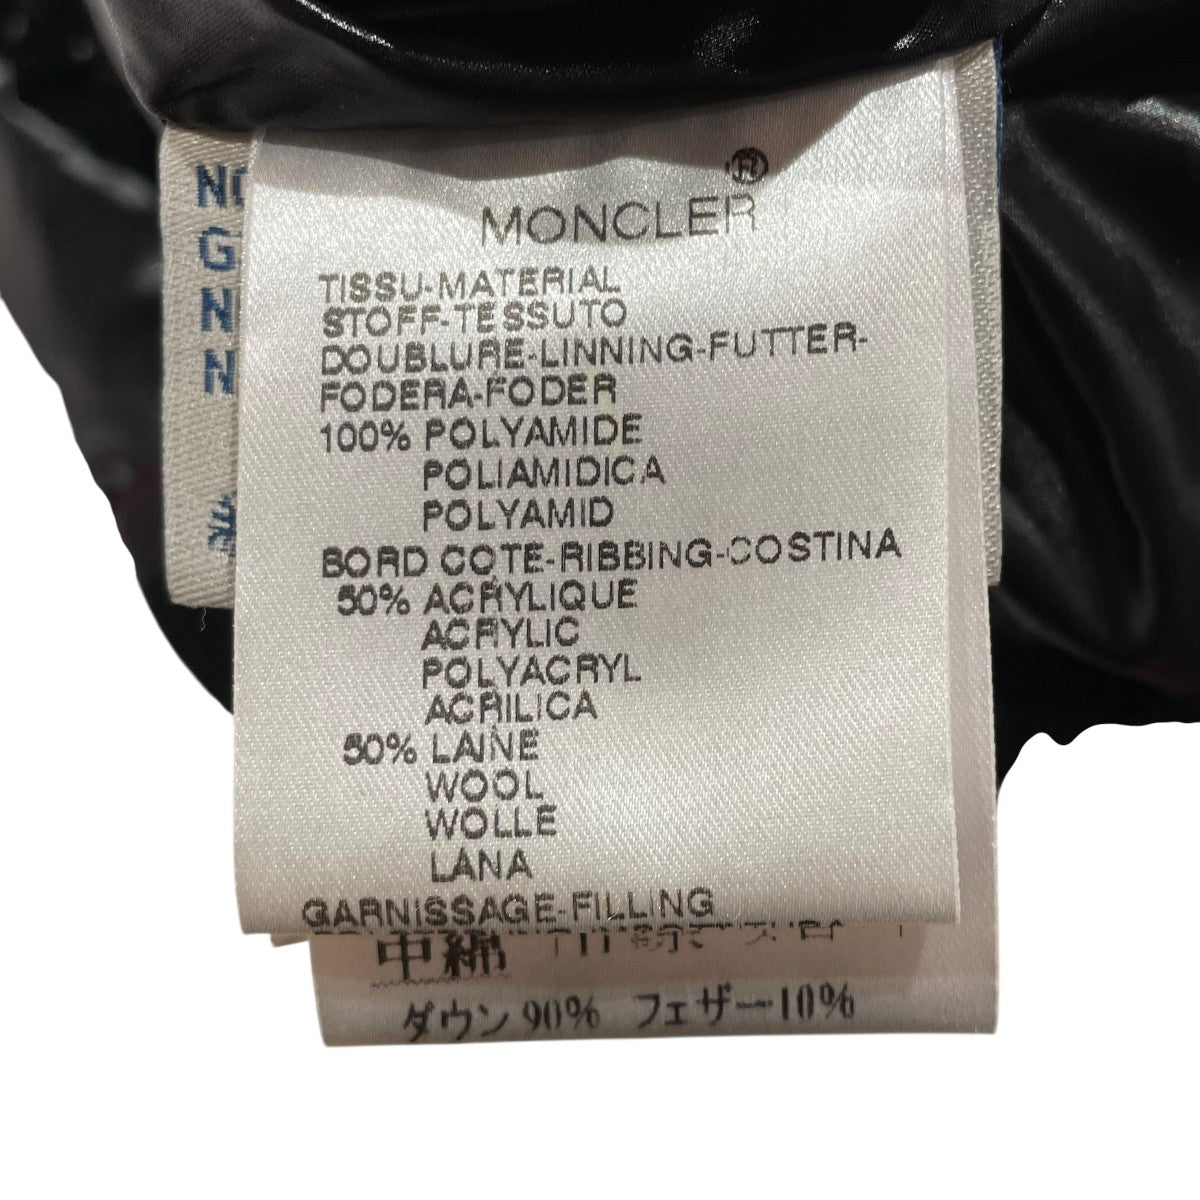 MONCLER®
TISSU-MATERIAL
STOFF-TESSUTO
DOUBLURE-LINNING-FUTTER-
FODERA-FODER
100% POLYAMIDE
POLIAMIDICA
POLYAMID
BORD COTE-RIBBING-COSTINA
50% ACRYLIQUE
ACRYLIC
POLYACRYL
ACRILICA
50% LAINE
WOOL
WOLLE
LANA
GARNISSAGE-FILLING
中綿
ダウン 90% フェザー10%
G
N
N